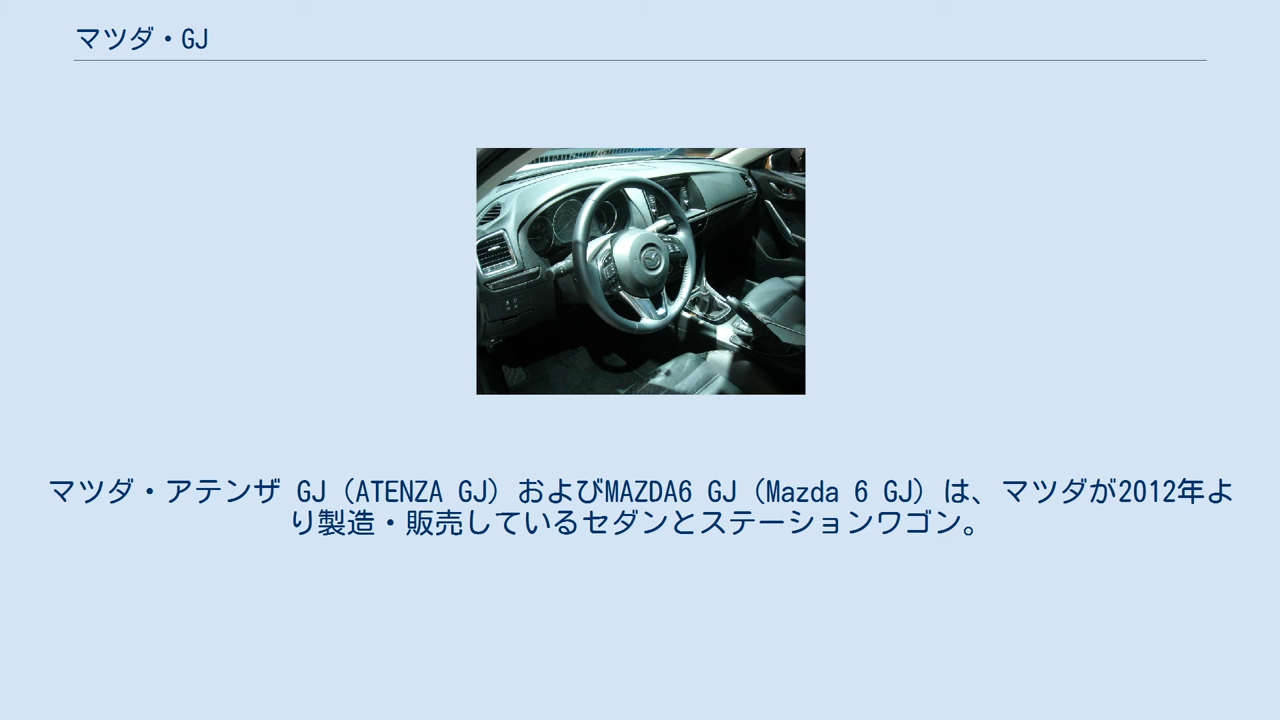 マツダ・GJ
マツダ・アテンザ GJ（ATENZA GJ）およびMAZDA6 GJ（Mazda 6 GJ）は、マツダが2012年よ
り製造・販売しているセダンとステーションワゴン。